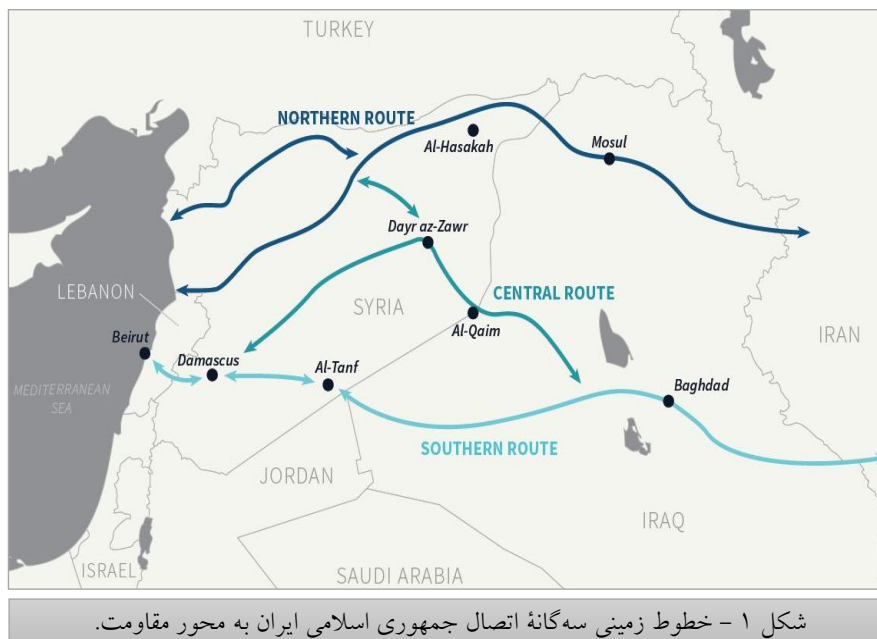 TURKEY
NORTHERN ROUTE
Al-Hasakah
Mosul
Dayr az-Zawr
LEBANON
SYRIA
CENTRAL ROUTE
Al-Qaim
IRAN
Beirut
Damascus
Al-Tanf
MEDITERRANEAN
SEA
Baghdad
SOUTHERN ROUTE
JORDAN
IRAQ
ISRAEL
SAUDI ARABIA
شکل ۱ - خطوط زمینی سه‌گانۀ اتصال جمهوری اسلامی ایران به محور مقاومت.